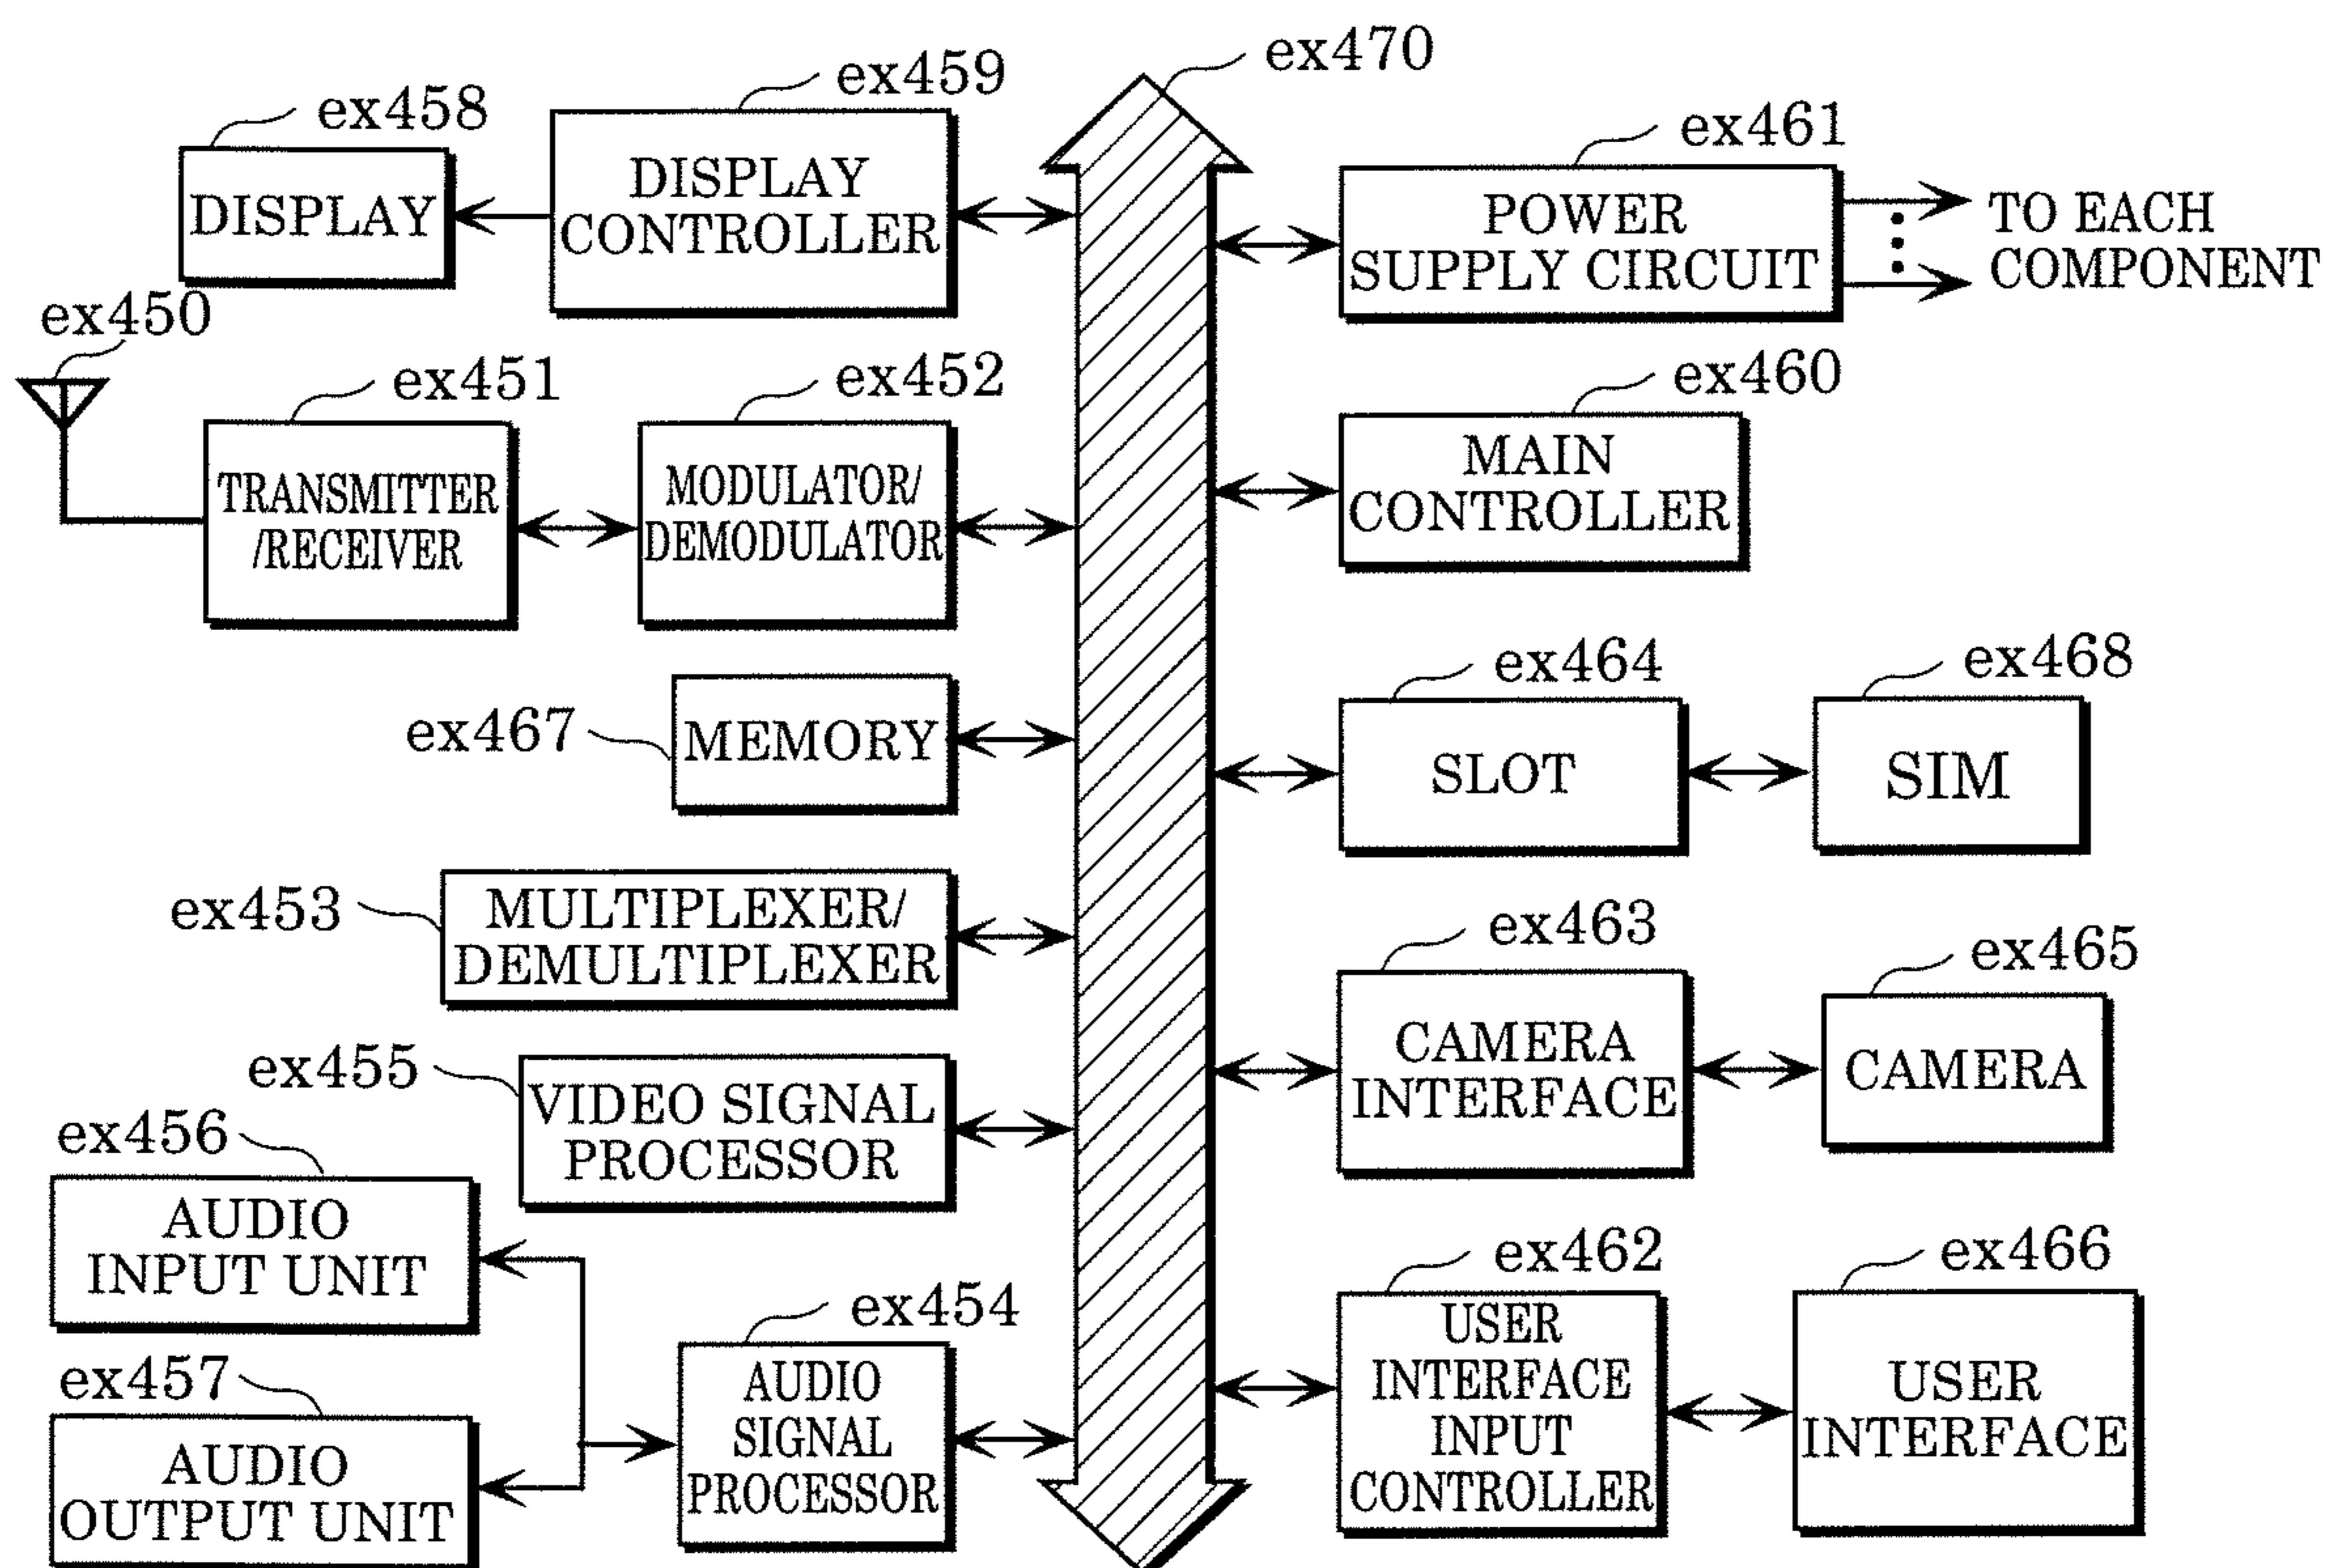 ex470
ex459
ex458
DISPLAY
CONTROLLER
DISPLAY
ex461
POWER
SUPPLY CIRCUIT
TO EACH
COMPONENT
ex450
ex451
ex452
TRANSMITTER
/RECEIVER
MODULATOR/
DEMODULATOR
ex460
MAIN
CONTROLLER
ex467
MEMORY
ex464
ex468
SLOT
SIM
ex453
MULTIPLEXER/
DEMULTIPLEXER
ex463
ex465
CAMERA
INTERFACE
CAMERA
ex455
VIDEO SIGNAL
PROCESSOR
ex456
AUDIO
INPUT UNIT
ex454
AUDIO
SIGNAL
PROCESSOR
ex457
AUDIO
OUTPUT UNIT
ex462
ex466
USER
INTERFACE
INPUT
CONTROLLER
USER
INTERFACE